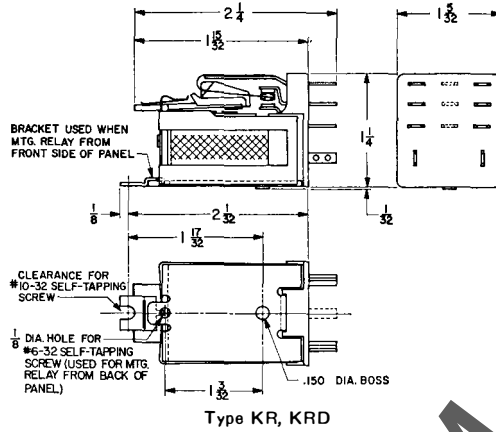 2 1/4
1 5/32
1 15/32
BRACKET USED WHEN
MTG. RELAY FROM
FRONT SIDE OF PANEL
1 1/4
1/32
1/8
2 1/32
1 17/32
CLEARANCE FOR
#10-32 SELF-TAPPING
SCREW
1/8 DIA. HOLE FOR
#6-32 SELF-TAPPING
SCREW (USED FOR MTG.
RELAY FROM BACK OF
PANEL)
1 3/32
.150 DIA. BOSS
Type KR, KRD